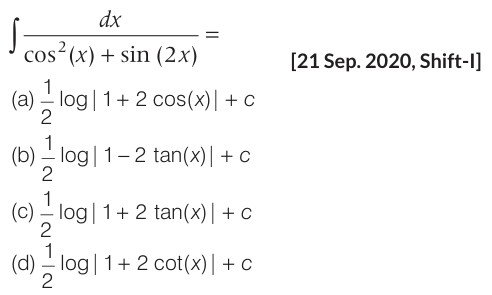 ∫ dx / (cos²(x) + sin (2x)) =
[21 Sep. 2020, Shift-I]
(a) 1/2 log| 1 + 2 cos(x)| + c
(b) 1/2 log| 1 – 2 tan(x)| + c
(c) 1/2 log| 1 + 2 tan(x)| + c
(d) 1/2 log| 1 + 2 cot(x)| + c